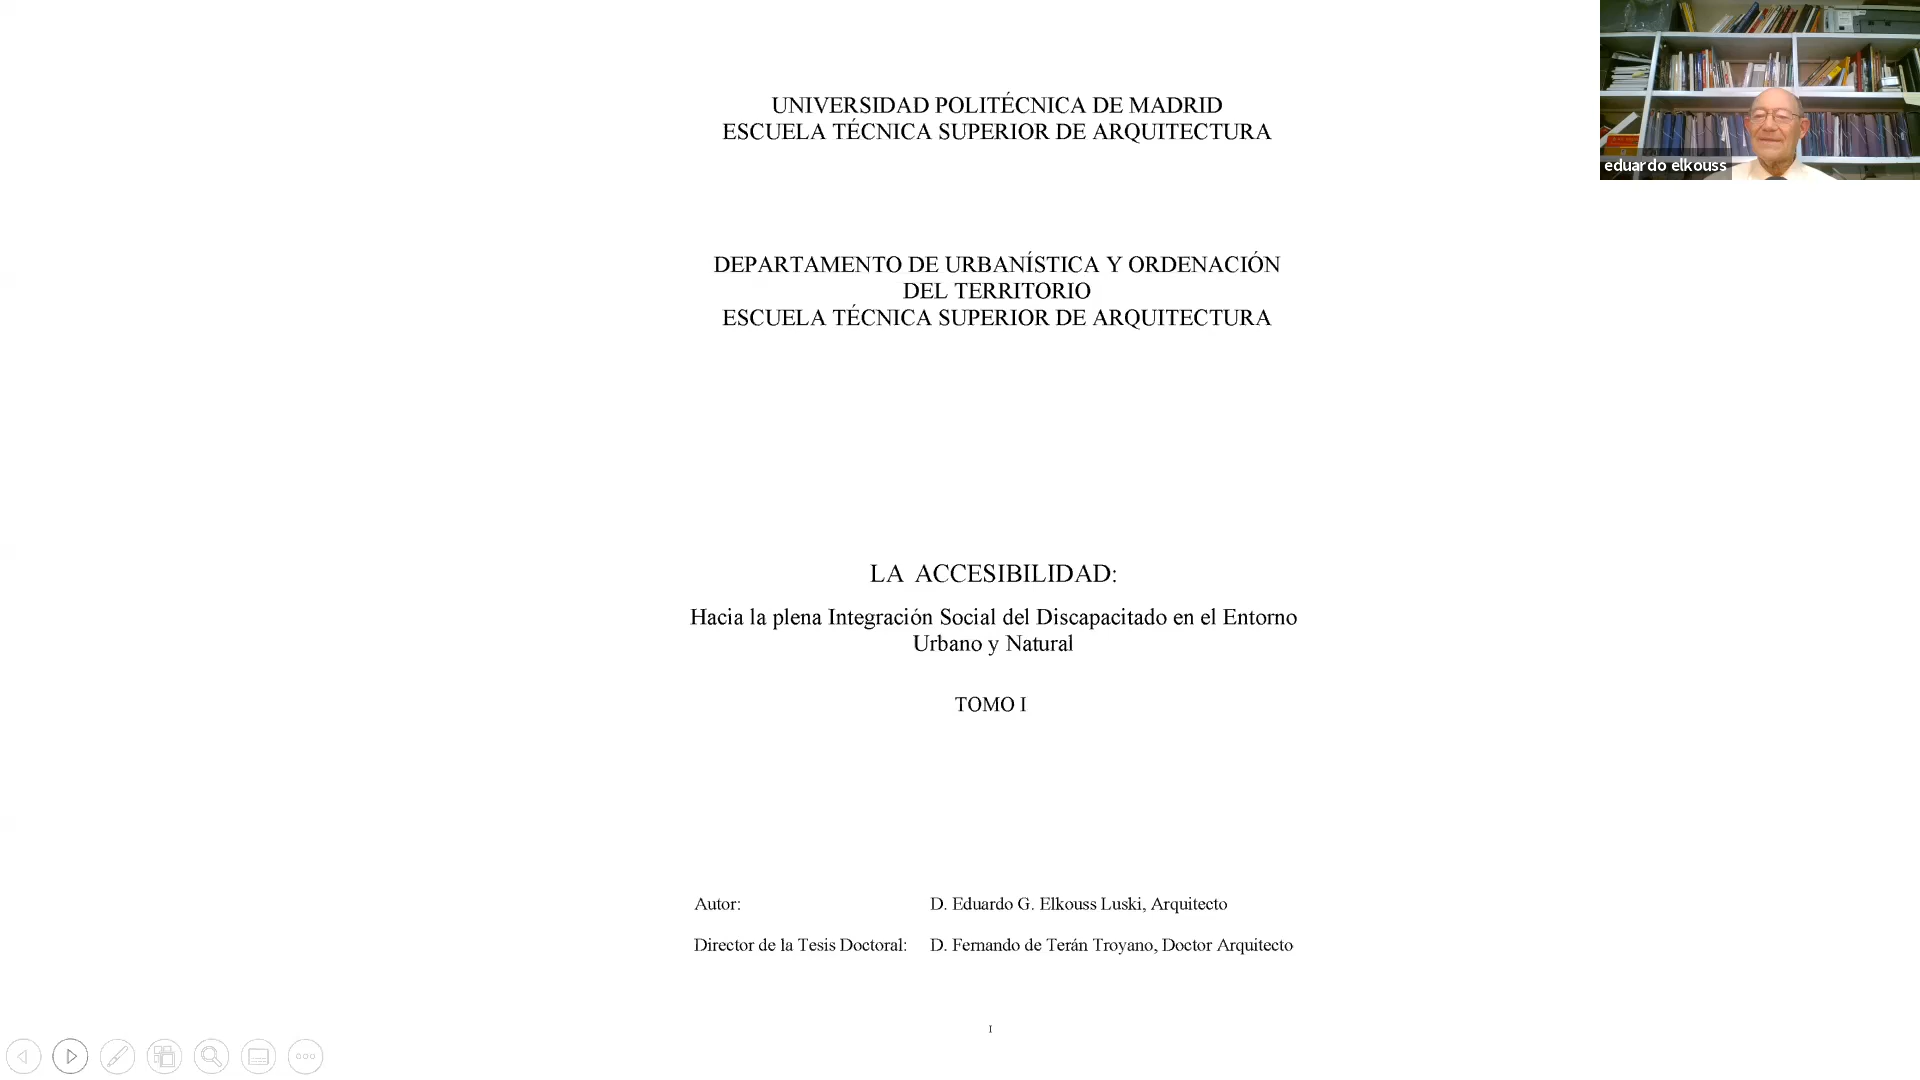 UNIVERSIDAD POLITÉCNICA DE MADRID
ESCUELA TÉCNICA SUPERIOR DE ARQUITECTURA
eduardo elkouss
DEPARTAMENTO DE URBANÍSTICA Y ORDENACIÓN
DEL TERRITORIO
ESCUELA TÉCNICA SUPERIOR DE ARQUITECTURA
LA ACCESIBILIDAD:
Hacia la plena Integración Social del Discapacitado en el Entorno
Urbano y Natural
TOMO I
Autor: D. Eduardo G. Elkouss Luski, Arquitecto
Director de la Tesis Doctoral: D. Fernando de Terán Troyano, Doctor Arquitecto
I